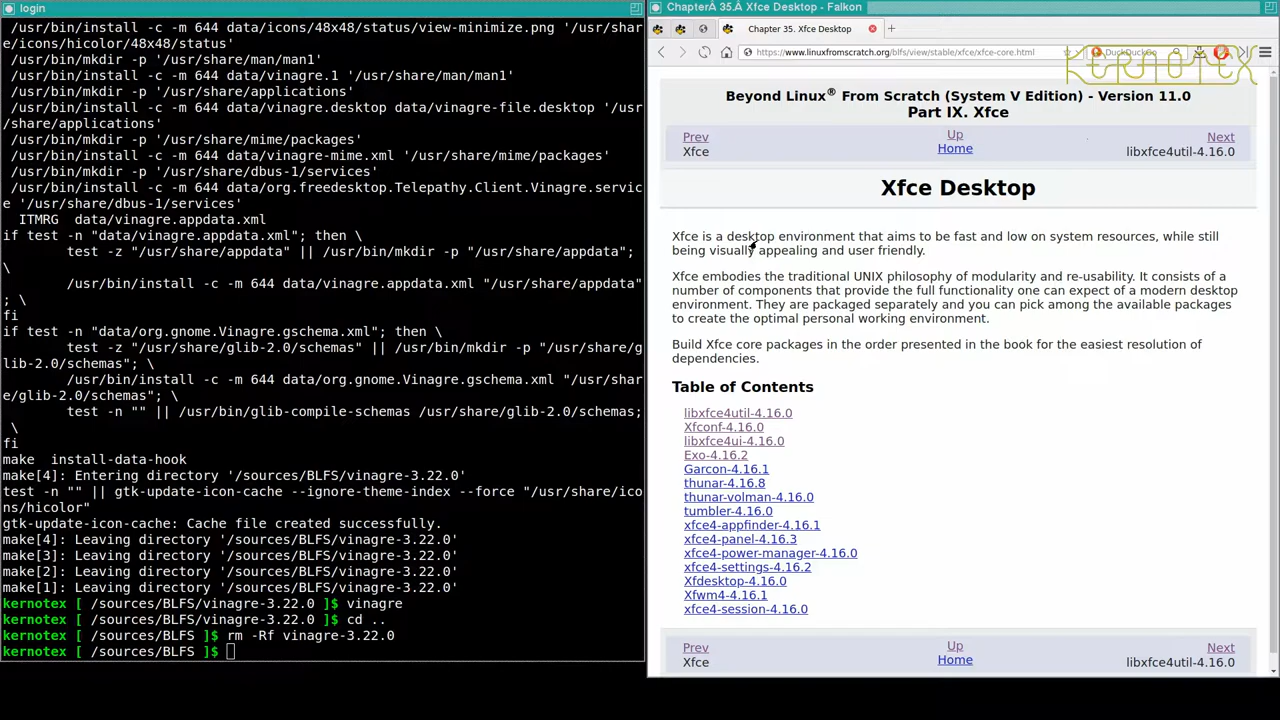 login
/usr/bin/install -c -m 644 data/icons/48x48/status/view-minimize.png '/usr/shar
e/icons/hicolor/48x48/status'
/usr/bin/mkdir -p '/usr/share/man/man1'
/usr/bin/install -c -m 644 data/vinagre.1 '/usr/share/man/man1'
/usr/bin/mkdir -p '/usr/share/applications'
/usr/bin/install -c -m 644 data/vinagre.desktop data/vinagre-file.desktop '/usr
/share/applications'
/usr/bin/mkdir -p '/usr/share/mime/packages'
/usr/bin/install -c -m 644 data/vinagre-mime.xml '/usr/share/mime/packages'
/usr/bin/mkdir -p '/usr/share/dbus-1/services'
/usr/bin/install -c -m 644 data/org.freedesktop.Telepathy.Client.Vinagre.servic
e '/usr/share/dbus-1/services'
ITMRG  data/vinagre.appdata.xml
if test -n "data/vinagre.appdata.xml"; then \
test -z "/usr/share/appdata" || /usr/bin/mkdir -p "/usr/share/appdata";
\
/usr/bin/install -c -m 644 data/vinagre.appdata.xml "/usr/share/appdata"
; \
fi
if test -n "data/org.gnome.Vinagre.gschema.xml"; then \
test -z "/usr/share/glib-2.0/schemas" || /usr/bin/mkdir -p "/usr/share/g
lib-2.0/schemas"; \
/usr/bin/install -c -m 644 data/org.gnome.Vinagre.gschema.xml "/usr/shar
e/glib-2.0/schemas"; \
test -n "" || /usr/bin/glib-compile-schemas /usr/share/glib-2.0/schemas;
\
fi
make  install-data-hook
make[4]: Entering directory '/sources/BLFS/vinagre-3.22.0'
test -n "" || gtk-update-icon-cache --ignore-theme-index --force "/usr/share/ico
ns/hicolor"
gtk-update-icon-cache: Cache file created successfully.
make[4]: Leaving directory '/sources/BLFS/vinagre-3.22.0'
make[3]: Leaving directory '/sources/BLFS/vinagre-3.22.0'
make[2]: Leaving directory '/sources/BLFS/vinagre-3.22.0'
make[1]: Leaving directory '/sources/BLFS/vinagre-3.22.0'
kernotex [ /sources/BLFS/vinagre-3.22.0 ]$ vinagre
kernotex [ /sources/BLFS/vinagre-3.22.0 ]$ cd ..
kernotex [ /sources/BLFS ]$ rm -Rf vinagre-3.22.0
kernotex [ /sources/BLFS ]$
ChapterÂ 35.Â Xfce Desktop - Falkon
Chapter 35. Xfce Desktop
https://www.linuxfromscratch.org/blfs/view/stable/xfce/xfce-core.html
DuckDuckGo
KERNOTEX
Beyond Linux® From Scratch (System V Edition) - Version 11.0
Part IX. Xfce
Prev
Up
Next
Xfce
Home
libxfce4util-4.16.0
Xfce Desktop
Xfce is a desktop environment that aims to be fast and low on system resources, while still
being visually appealing and user friendly.
Xfce embodies the traditional UNIX philosophy of modularity and re-usability. It consists of a
number of components that provide the full functionality one can expect of a modern desktop
environment. They are packaged separately and you can pick among the available packages
to create the optimal personal working environment.
Build Xfce core packages in the order presented in the book for the easiest resolution of
dependencies.
Table of Contents
libxfce4util-4.16.0
Xfconf-4.16.0
libxfce4ui-4.16.0
Exo-4.16.2
Garcon-4.16.1
thunar-4.16.8
thunar-volman-4.16.0
tumbler-4.16.0
xfce4-appfinder-4.16.1
xfce4-panel-4.16.3
xfce4-power-manager-4.16.0
xfce4-settings-4.16.2
Xfdesktop-4.16.0
Xfwm4-4.16.1
xfce4-session-4.16.0
Prev
Up
Next
Xfce
Home
libxfce4util-4.16.0